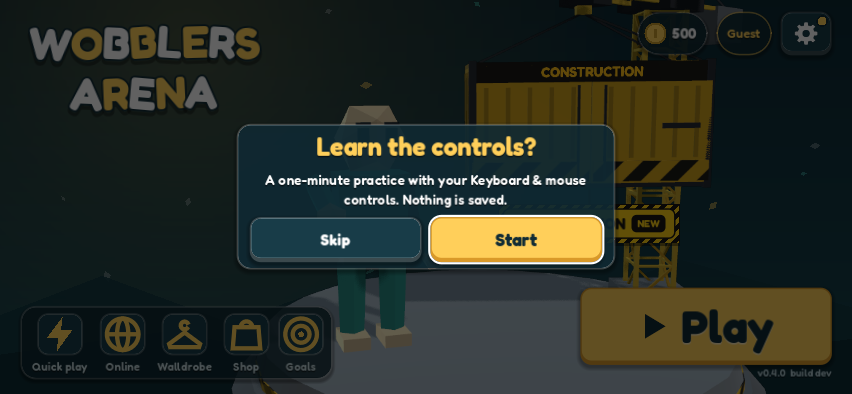 WOBBLERS
ARENA
500
Guest
CONSTRUCTION
Learn the controls?
A one-minute practice with your Keyboard & mouse
controls. Nothing is saved.
Skip
Start
N NEW
Play
Quick play
Online
Walldrobe
Shop
Goals
v0.4.0 build dev